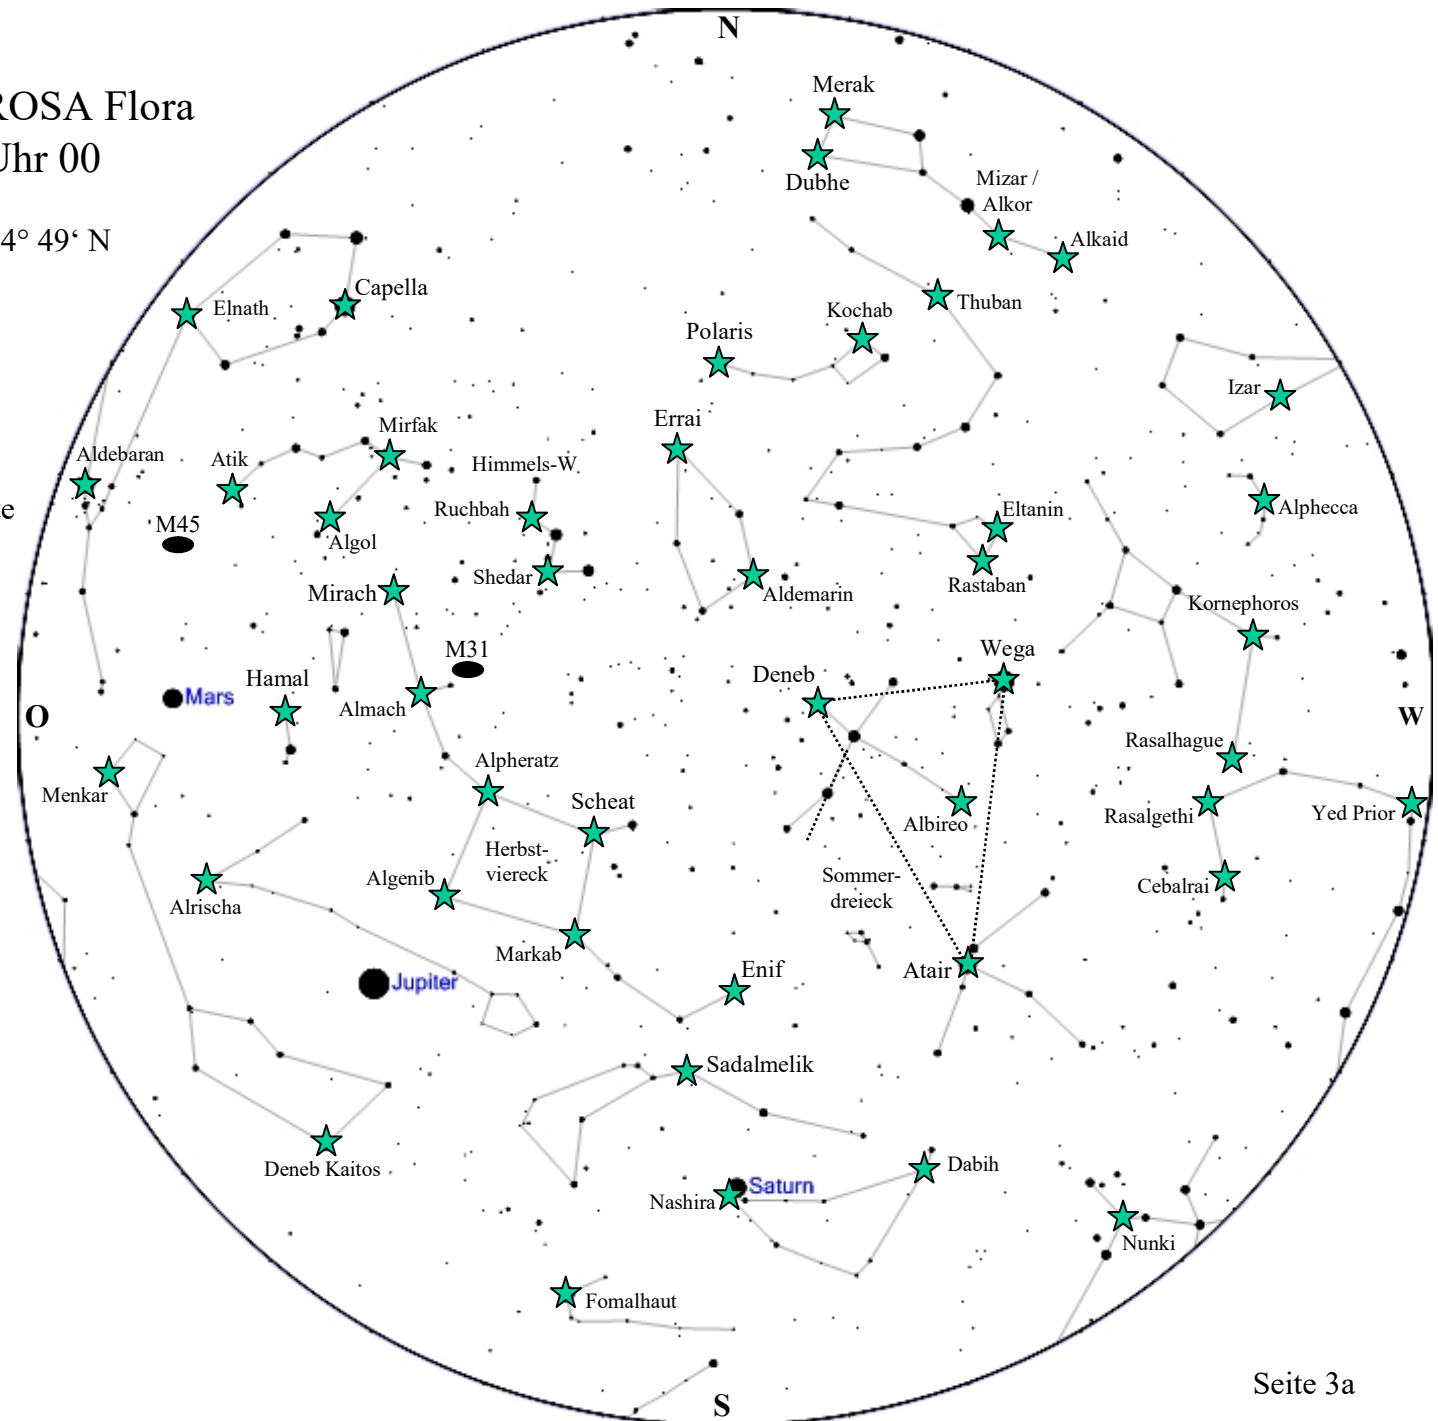 N
Merak
ROSA Flora
Uhr 00
Dubhe
Mizar /
Alkor
4° 49‘ N
Alkaid
Capella
Elnath
Thuban
Kochab
Polaris
Izar
Errai
Mirfak
Aldebaran
Atik
Himmels-W
te
Ruchbah
Eltanin
Alphecca
M45
Algol
Shedar
Rastaban
Mirach
Aldemarin
Kornephoros
M31
Wega
Hamal
Deneb
Mars
Almach
O
W
Rasalhague
Alpheratz
Menkar
Scheat
Albireo
Rasalgethi
Yed Prior
Herbst-
viereck
Algenib
Sommer-
dreieck
Cebalrai
Alrischa
Markab
Enif
Atair
Jupiter
Sadalmelik
Deneb Kaitos
Dabih
Saturn
Nashira
Nunki
Fomalhaut
Seite 3a
S